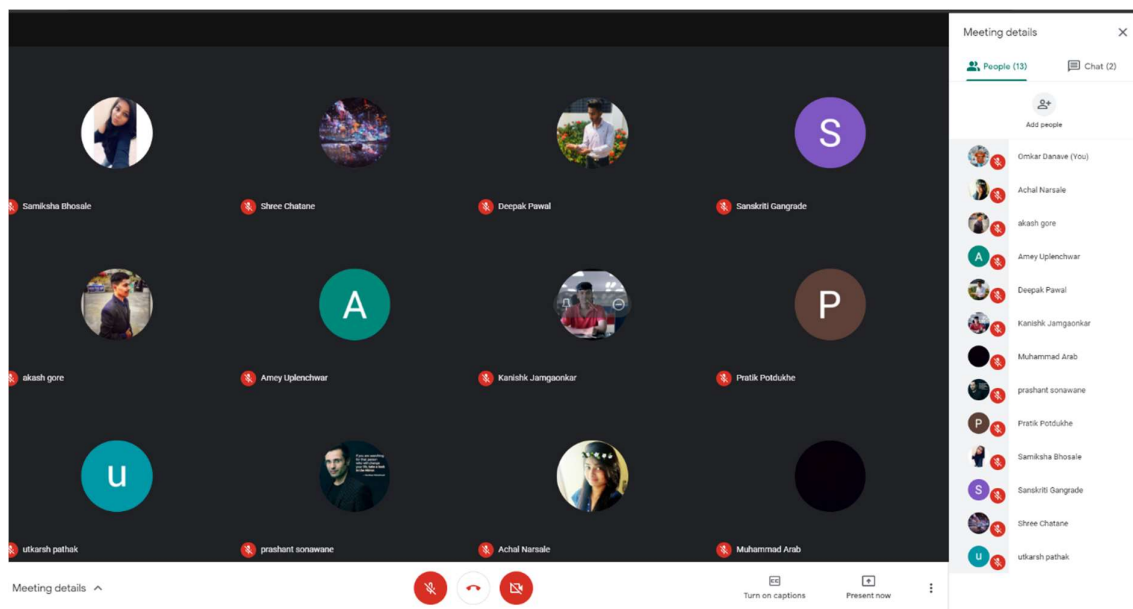 Meeting details
People (13)
Chat (2)
Add people
S
Samiksha Bhosale
Shree Chatane
Deepak Pawal
Sanskriti Gangrade
A
P
akash gore
Amey Uplenchwar
Kanishk Jamgaonkar
Pratik Potdukhe
u
utkarsh pathak
prashant sonawane
Achal Narsale
Muhammad Arab
Omkar Danave (You)
Achal Narsale
akash gore
A
Amey Uplenchwar
Deepak Pawal
Kanishk Jamgaonkar
Muhammad Arab
prashant sonawane
P
Pratik Potdukhe
Samiksha Bhosale
S
Sanskriti Gangrade
Shree Chatane
u
utkarsh pathak
Meeting details
CC
Turn on captions
Present now